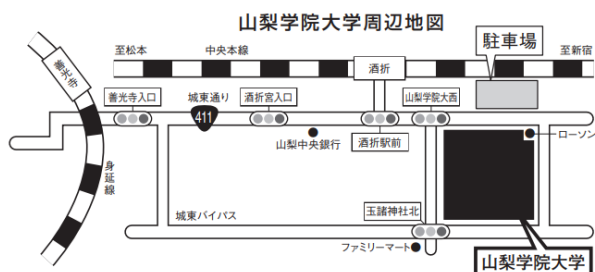 山梨学院大学周辺地図
至松本
中央本線
酒折
駐車場
至新宿
善光寺
善光寺入口
城東通り
411
酒折宮入口
山梨学院大西
山梨中央銀行
酒折駅前
ローソン
身延線
城東バイパス
玉諸神社北
ファミリーマート
山梨学院大学